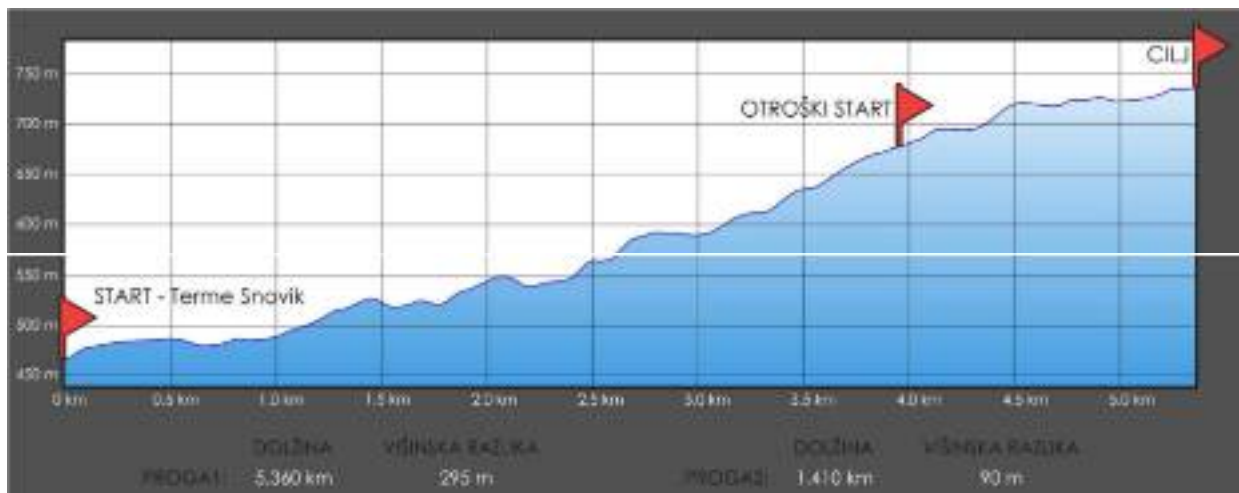 750 m
CILJ
700 m
OTROŠKI START
650 m
600 m
550 m
START - Terme Snovik
500 m
450 m
0 km 0.5 km 1.0 km 1.5 km 2.0 km 2.5 km 3.0 km 3.5 km 4.0 km 4.5 km 5.0 km
DOLŽINA VIŠINSKA RAZLIKA DOLŽINA VIŠINSKA RAZLIKA
PROGA1: 5.360 km 295 m PROGA2: 1.410 km 90 m